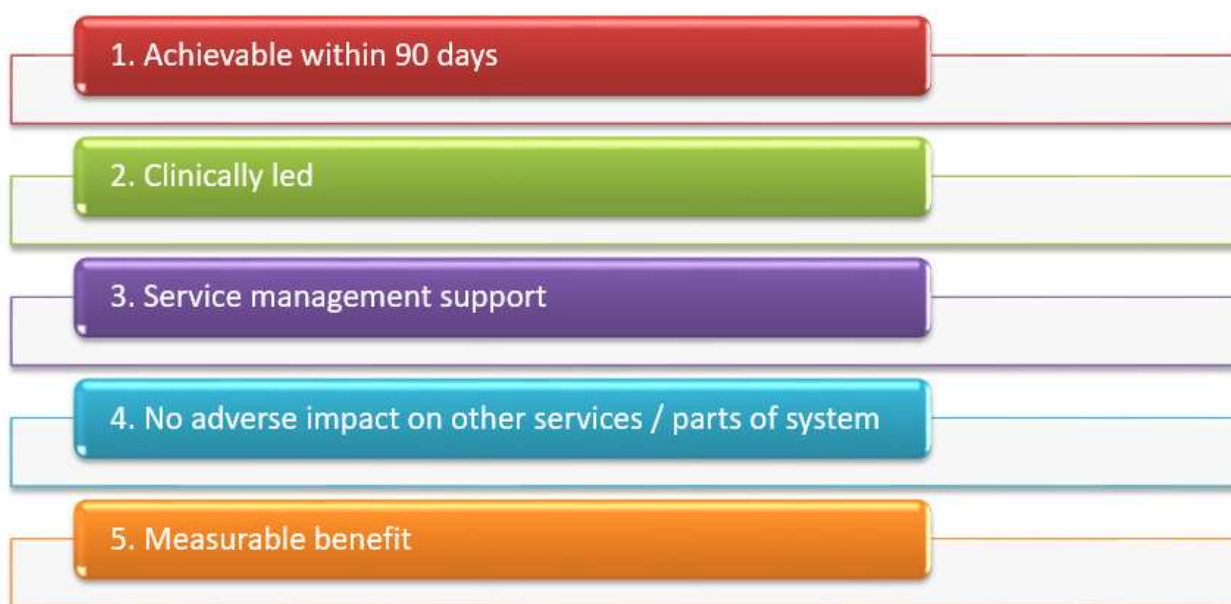 1. Achievable within 90 days
2. Clinically led
3. Service management support
4. No adverse impact on other services / parts of system
5. Measurable benefit